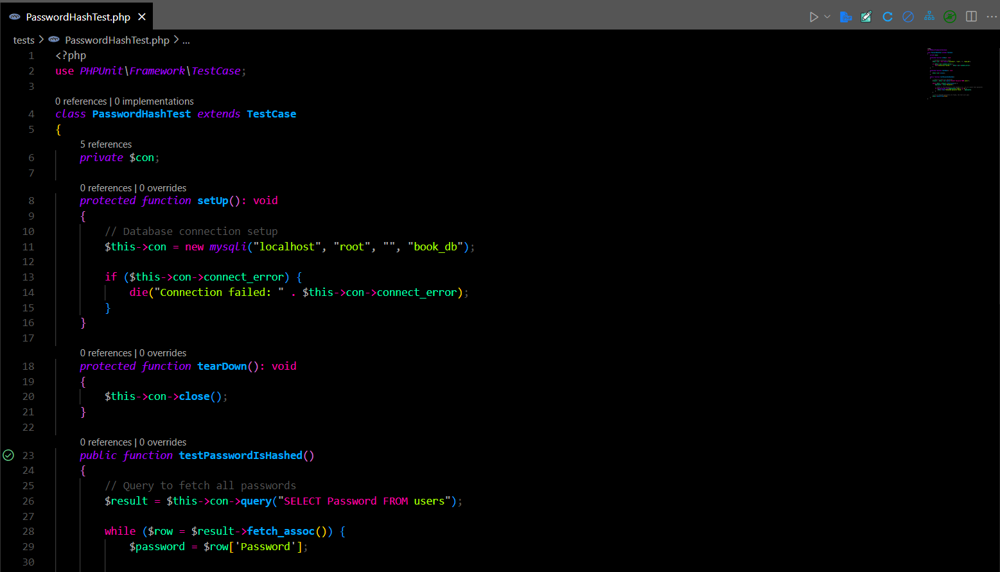 PasswordHashTest.php
tests > PasswordHashTest.php > ...
1 <?php
2 use PHPUnit\Framework\TestCase;
3
0 references | 0 implementations
4 class PasswordHashTest extends TestCase
5 {
5 references
6 private $con;
7
0 references | 0 overrides
8 protected function setUp(): void
9 {
10 // Database connection setup
11 $this->con = new mysqli("localhost", "root", "", "book_db");
12
13 if ($this->con->connect_error) {
14 die("Connection failed: " . $this->con->connect_error);
15 }
16 }
17
0 references | 0 overrides
18 protected function tearDown(): void
19 {
20 $this->con->close();
21 }
22
0 references | 0 overrides
23 public function testPasswordIsHashed()
24 {
25 // Query to fetch all passwords
26 $result = $this->con->query("SELECT Password FROM users");
27
28 while ($row = $result->fetch_assoc()) {
29 $password = $row['Password'];
30